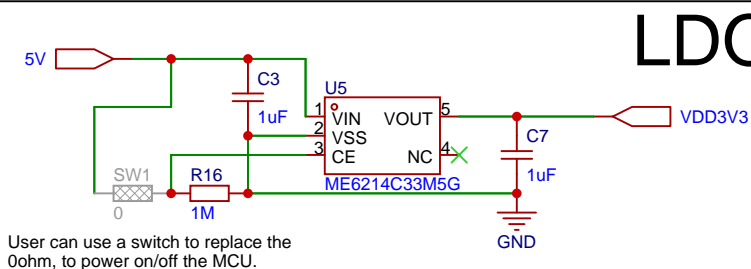 LDO
5V
C3
1uF
U5
1
VIN
VOUT
5
2
VSS
3
CE
NC
4
ME6214C33M5G
VDD3V3
C7
1uF
SW1
0
R16
1M
GND
User can use a switch to replace the
0ohm, to power on/off the MCU.